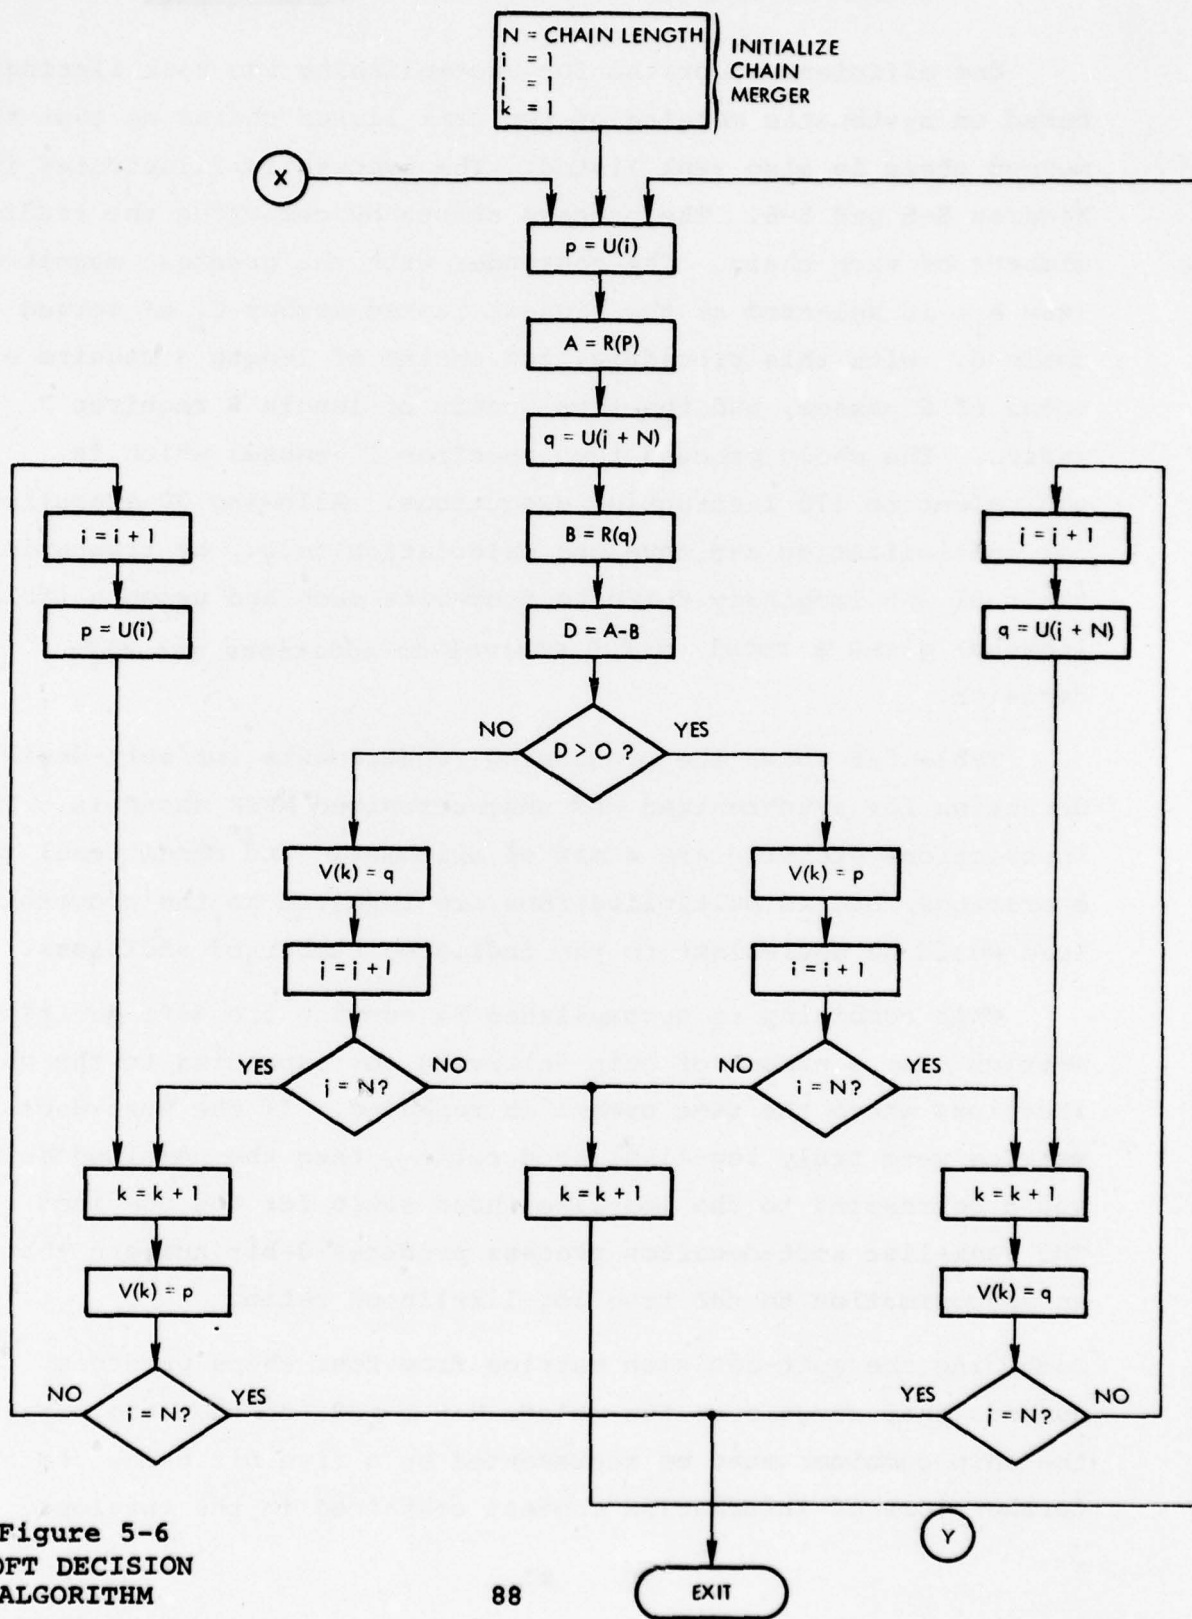 N = CHAIN LENGTH
i = 1
j = 1
k = 1
INITIALIZE
CHAIN
MERGER
X
p = U(i)
A = R(P)
q = U(j + N)
B = R(q)
D = A-B
i = i + 1
p = U(i)
j = j + 1
q = U(j + N)
NO
D > O ?
YES
V(k) = q
V(k) = p
j = j + 1
i = i + 1
YES
j = N?
NO
NO
i = N?
YES
k = k + 1
k = k + 1
k = k + 1
V(k) = p
V(k) = q
NO
i = N?
YES
YES
j = N?
NO
Figure 5-6
OFT DECISION
ALGORITHM
88
EXIT
Y